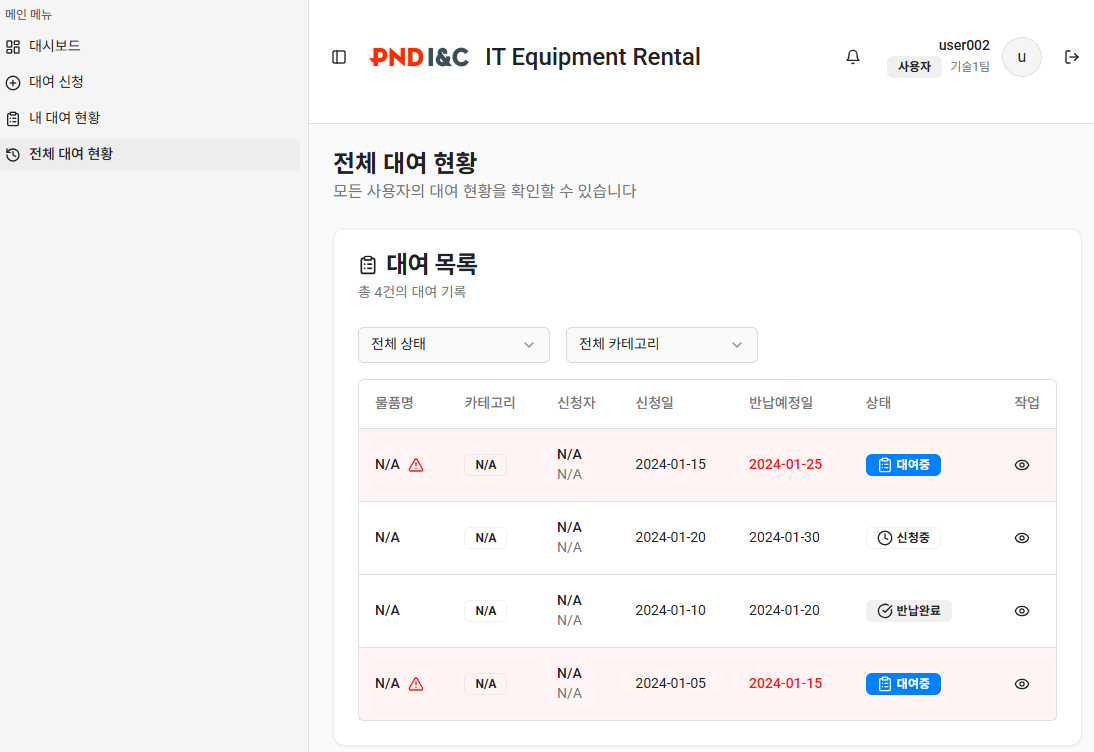 메인 메뉴
대시보드
대여 신청
내 대여 현황
전체 대여 현황
PND I&C IT Equipment Rental
user002
사용자 기술1팀
u
전체 대여 현황
모든 사용자의 대여 현황을 확인할 수 있습니다
대여 목록
총 4건의 대여 기록
전체 상태 전체 카테고리
물품명 카테고리 신청자 신청일 반납예정일 상태 작업
N/A N/A N/A 2024-01-15 2024-01-25 대여중
N/A
N/A N/A N/A 2024-01-20 2024-01-30 신청중
N/A
N/A N/A N/A 2024-01-10 2024-01-20 반납완료
N/A
N/A N/A N/A 2024-01-05 2024-01-15 대여중
N/A